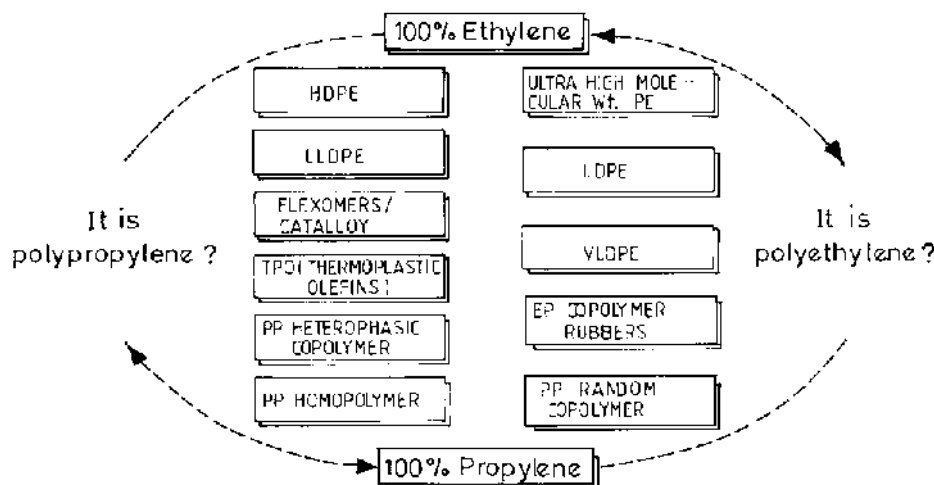 100% Ethylene
HDPE
ULTRA HIGH MOLE-
CULAR Wt. PE
LLDPE
LDPE
FLEXOMERS/
CATALLOY
It is
polypropylene?
It is
polyethylene?
VLDPE
TPO(THERMOPLASTIC
OLEFINS)
EP COPOLYMER
RUBBERS
PP HETEROPHASIC
COPOLYMER
PP HOMOPOLYMER
PP RANDOM
COPOLYMER
100% Propylene